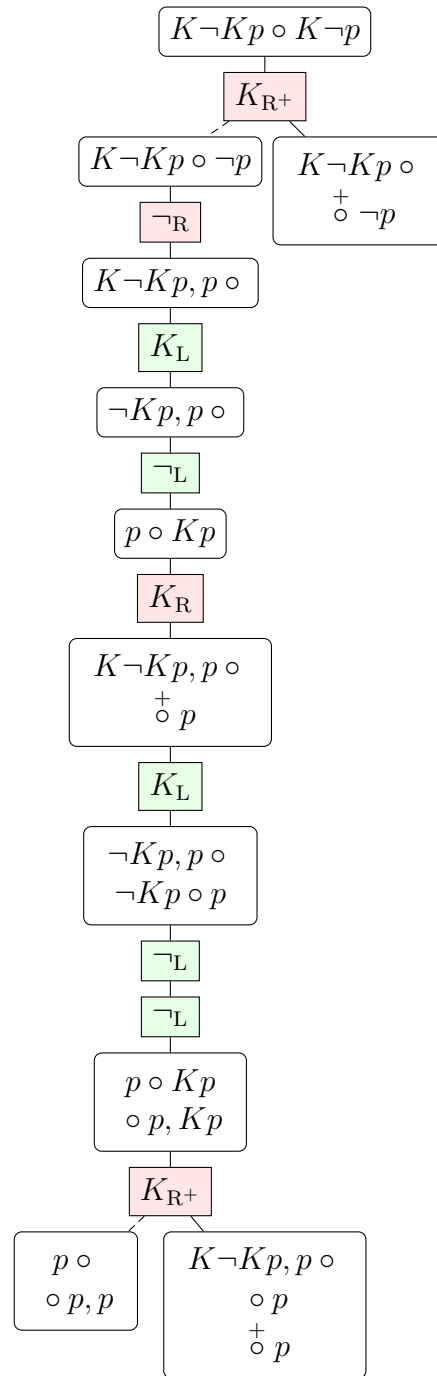 K¬Kp ∘ K¬p
K_R+
K¬Kp ∘ ¬p
K¬Kp ∘
∘⁺ ¬p
¬_R
K¬Kp, p ∘
K_L
¬Kp, p ∘
¬_L
p ∘ Kp
K_R
K¬Kp, p ∘
∘⁺ p
K_L
¬Kp, p ∘
¬Kp ∘ p
¬_L
¬_L
p ∘ Kp
∘ p, Kp
K_R+
p ∘
∘ p, p
K¬Kp, p ∘
∘ p
∘⁺ p